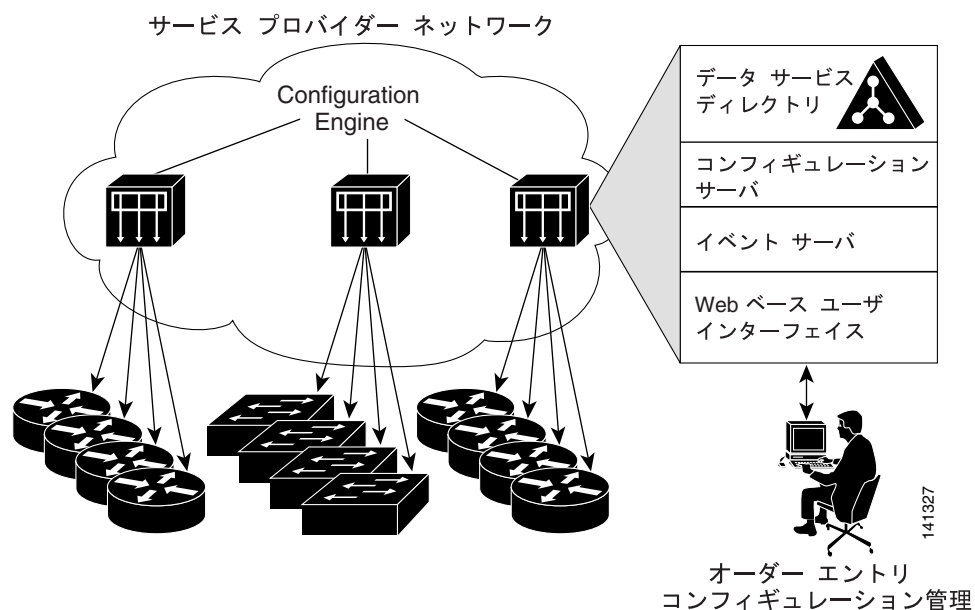 サービス プロバイダー ネットワーク
Configuration
Engine
データ サービス
ディレクトリ
コンフィギュレーション
サーバ
イベント サーバ
Web ベース ユーザ
インターフェイス
141327
オーダー エントリ
コンフィギュレーション管理